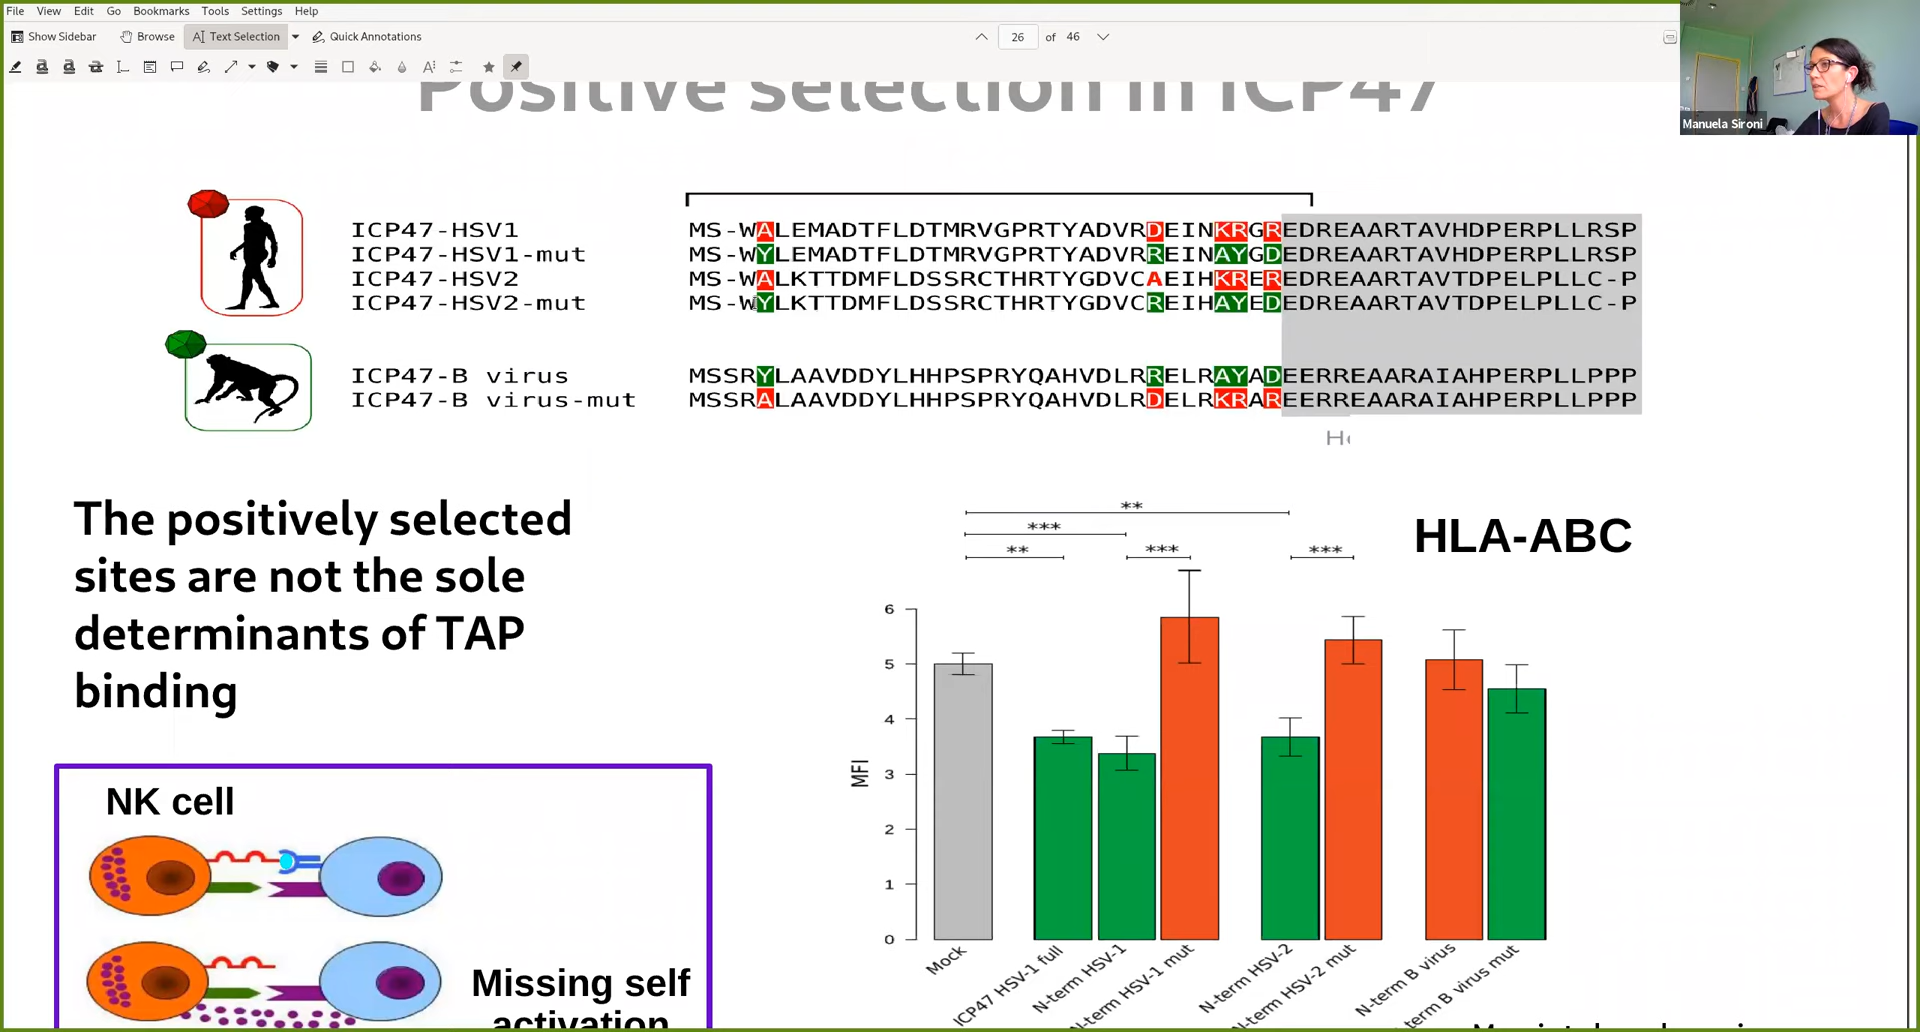 File View Edit Go Bookmarks Tools Settings Help
Show Sidebar Browse Text Selection Quick Annotations 26 of 46
Positive selection in ICP47
Manuela Sironi
ICP47-HSV1 MS-WALEMADTFLDTMRVGPRTYADVRDEINKRGREDREAARTAVHDPERPLLRSP
ICP47-HSV1-mut MS-WYLEMADTFLDTMRVGPRTYADVRREINAYGDEDREAARTAVHDPERPLLRSP
ICP47-HSV2 MS-WALKTTDMFLDSSRCTHRTYGDVCAEIHKREREDREAARTAVTDPELPLLC-P
ICP47-HSV2-mut MS-WYLKTTDMFLDSSRCTHRTYGDVCREIHAYEDEDREAARTAVTDPELPLLC-P
ICP47-B virus MSSRYLAAVDDYLHHPSPRYQAHVDLRRELRAYADEERREAARAIAHPERPLLPPP
ICP47-B virus-mut MSSRALAAVDDYLHHPSPRYQAHVDLRDELRKRAREERREAARAIAHPERPLLPPP
The positively selected
sites are not the sole
determinants of TAP
binding
HLA-ABC
**
***
** *** ***
6
5
4
3
2
1
0
MFI
Mock
ICP47 HSV-1 full
N-term HSV-1
N-term HSV-1 mut
N-term HSV-2
N-term HSV-2 mut
N-term B virus
term B virus mut
NK cell
Missing self
activation